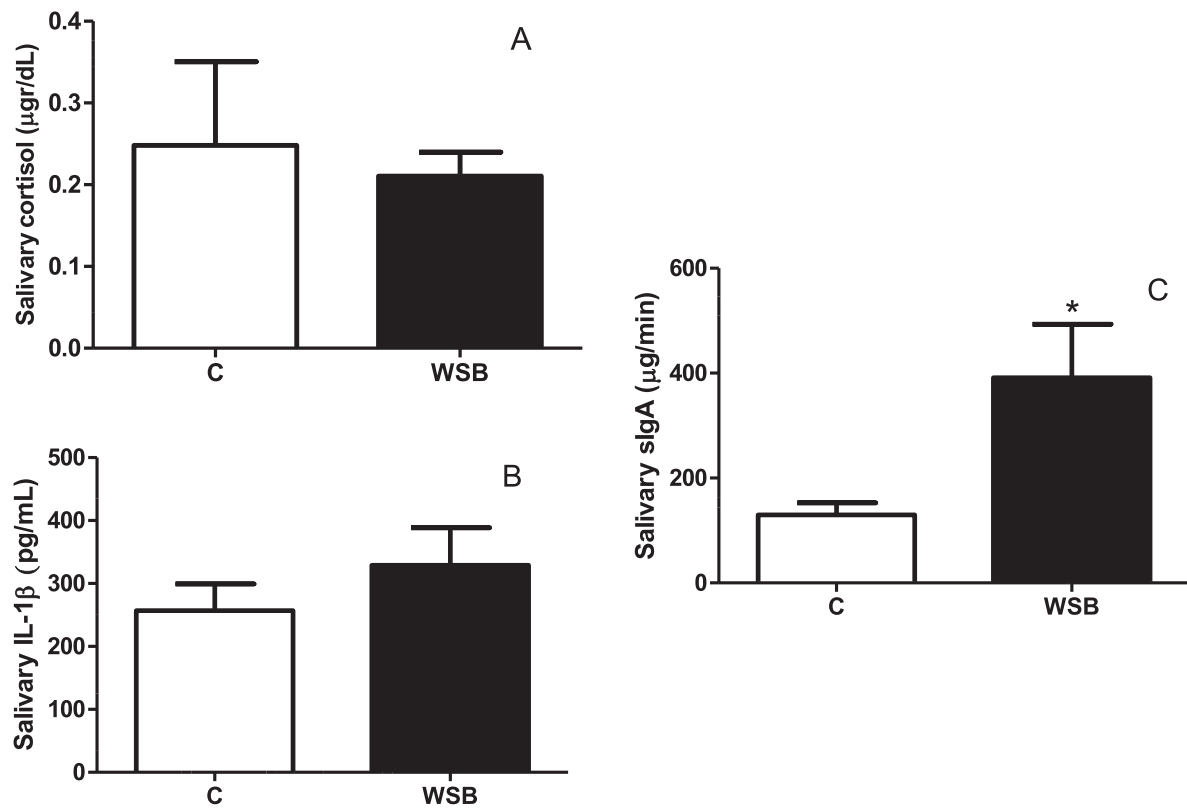 A
Salivary cortisol (μgr/dL)
0.4
0.3
0.2
0.1
0.0
C WSB
B
Salivary IL-1β (pg/mL)
500
400
300
200
100
0
C WSB
C
Salivary sIgA (μg/min)
600
400
200
0
*
C WSB